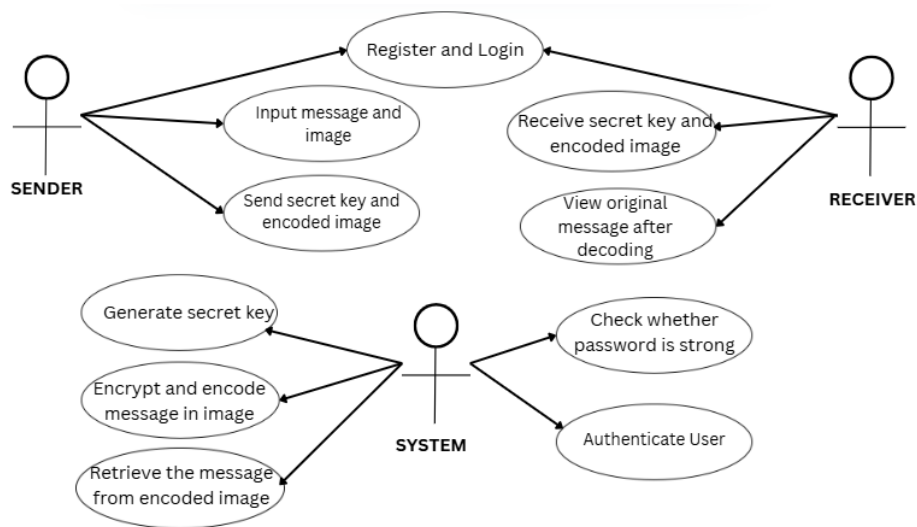 Register and Login
Input message and
image
Send secret key and
encoded image
SENDER
Receive secret key and
encoded image
View original
message after
decoding
RECEIVER
Generate secret key
Encrypt and encode
message in image
Retrieve the message
from encoded image
SYSTEM
Check whether
password is strong
Authenticate User